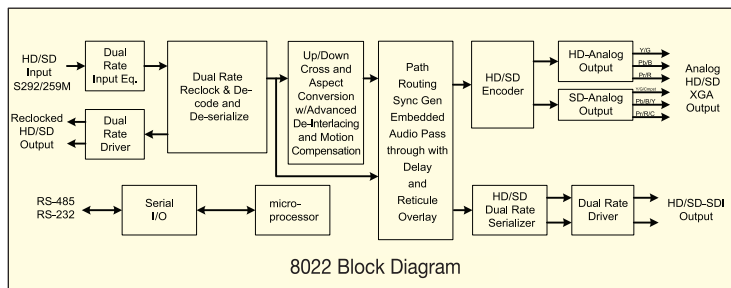 HD/SD
Input
S292/259M
Dual
Rate
Input Eq.
Reclocked
HD/SD
Output
Dual
Rate
Driver
Dual Rate
Reclock & De-
code and
De-serialize
Up/Down
Cross and
Aspect
Conversion
w/Advanced
De-Interlacing
and Motion
Compensation
Path
Routing
Sync Gen
Embedded
Audio Pass
through with
Delay
and
Reticule
Overlay
HD/SD
Encoder
HD-Analog
Output
Y/G
Pb/B
Pr/R
SD-Analog
Output
Y/G/Cmpst
Pb/B/Y
Pr/R/C
Analog
HD/SD
XGA
Output
RS-485
RS-232
Serial
I/O
micro-
processor
HD/SD
Dual Rate
Serializer
Dual Rate
Driver
HD/SD-SDI
Output
8022 Block Diagram